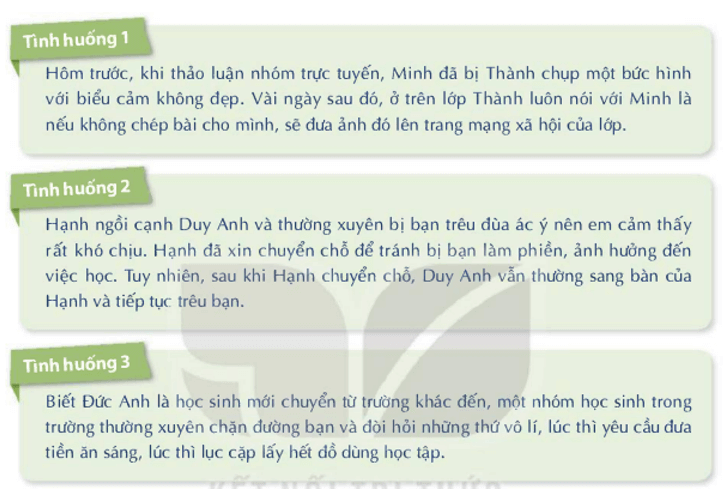 Tình huống 1
Hôm trước, khi thảo luận nhóm trực tuyến, Minh đã bị Thành chụp một bức hình
với biểu cảm không đẹp. Vài ngày sau đó, ở trên lớp Thành luôn nói với Minh là
nếu không chép bài cho mình, sẽ đưa ảnh đó lên trang mạng xã hội của lớp.
Tình huống 2
Hạnh ngồi cạnh Duy Anh và thường xuyên bị bạn trêu đùa ác ý nên em cảm thấy
rất khó chịu. Hạnh đã xin chuyển chỗ để tránh bị bạn làm phiền, ảnh hưởng đến
việc học. Tuy nhiên, sau khi Hạnh chuyển chỗ, Duy Anh vẫn thường sang bàn của
Hạnh và tiếp tục trêu bạn.
Tình huống 3
Biết Đức Anh là học sinh mới chuyển từ trường khác đến, một nhóm học sinh trong
trường thường xuyên chặn đường bạn và đòi hỏi những thứ vô lí, lúc thì yêu cầu đưa
tiền ăn sáng, lúc thì lục cặp lấy hết đồ dùng học tập.
KẾT NỐI TRI THỨC